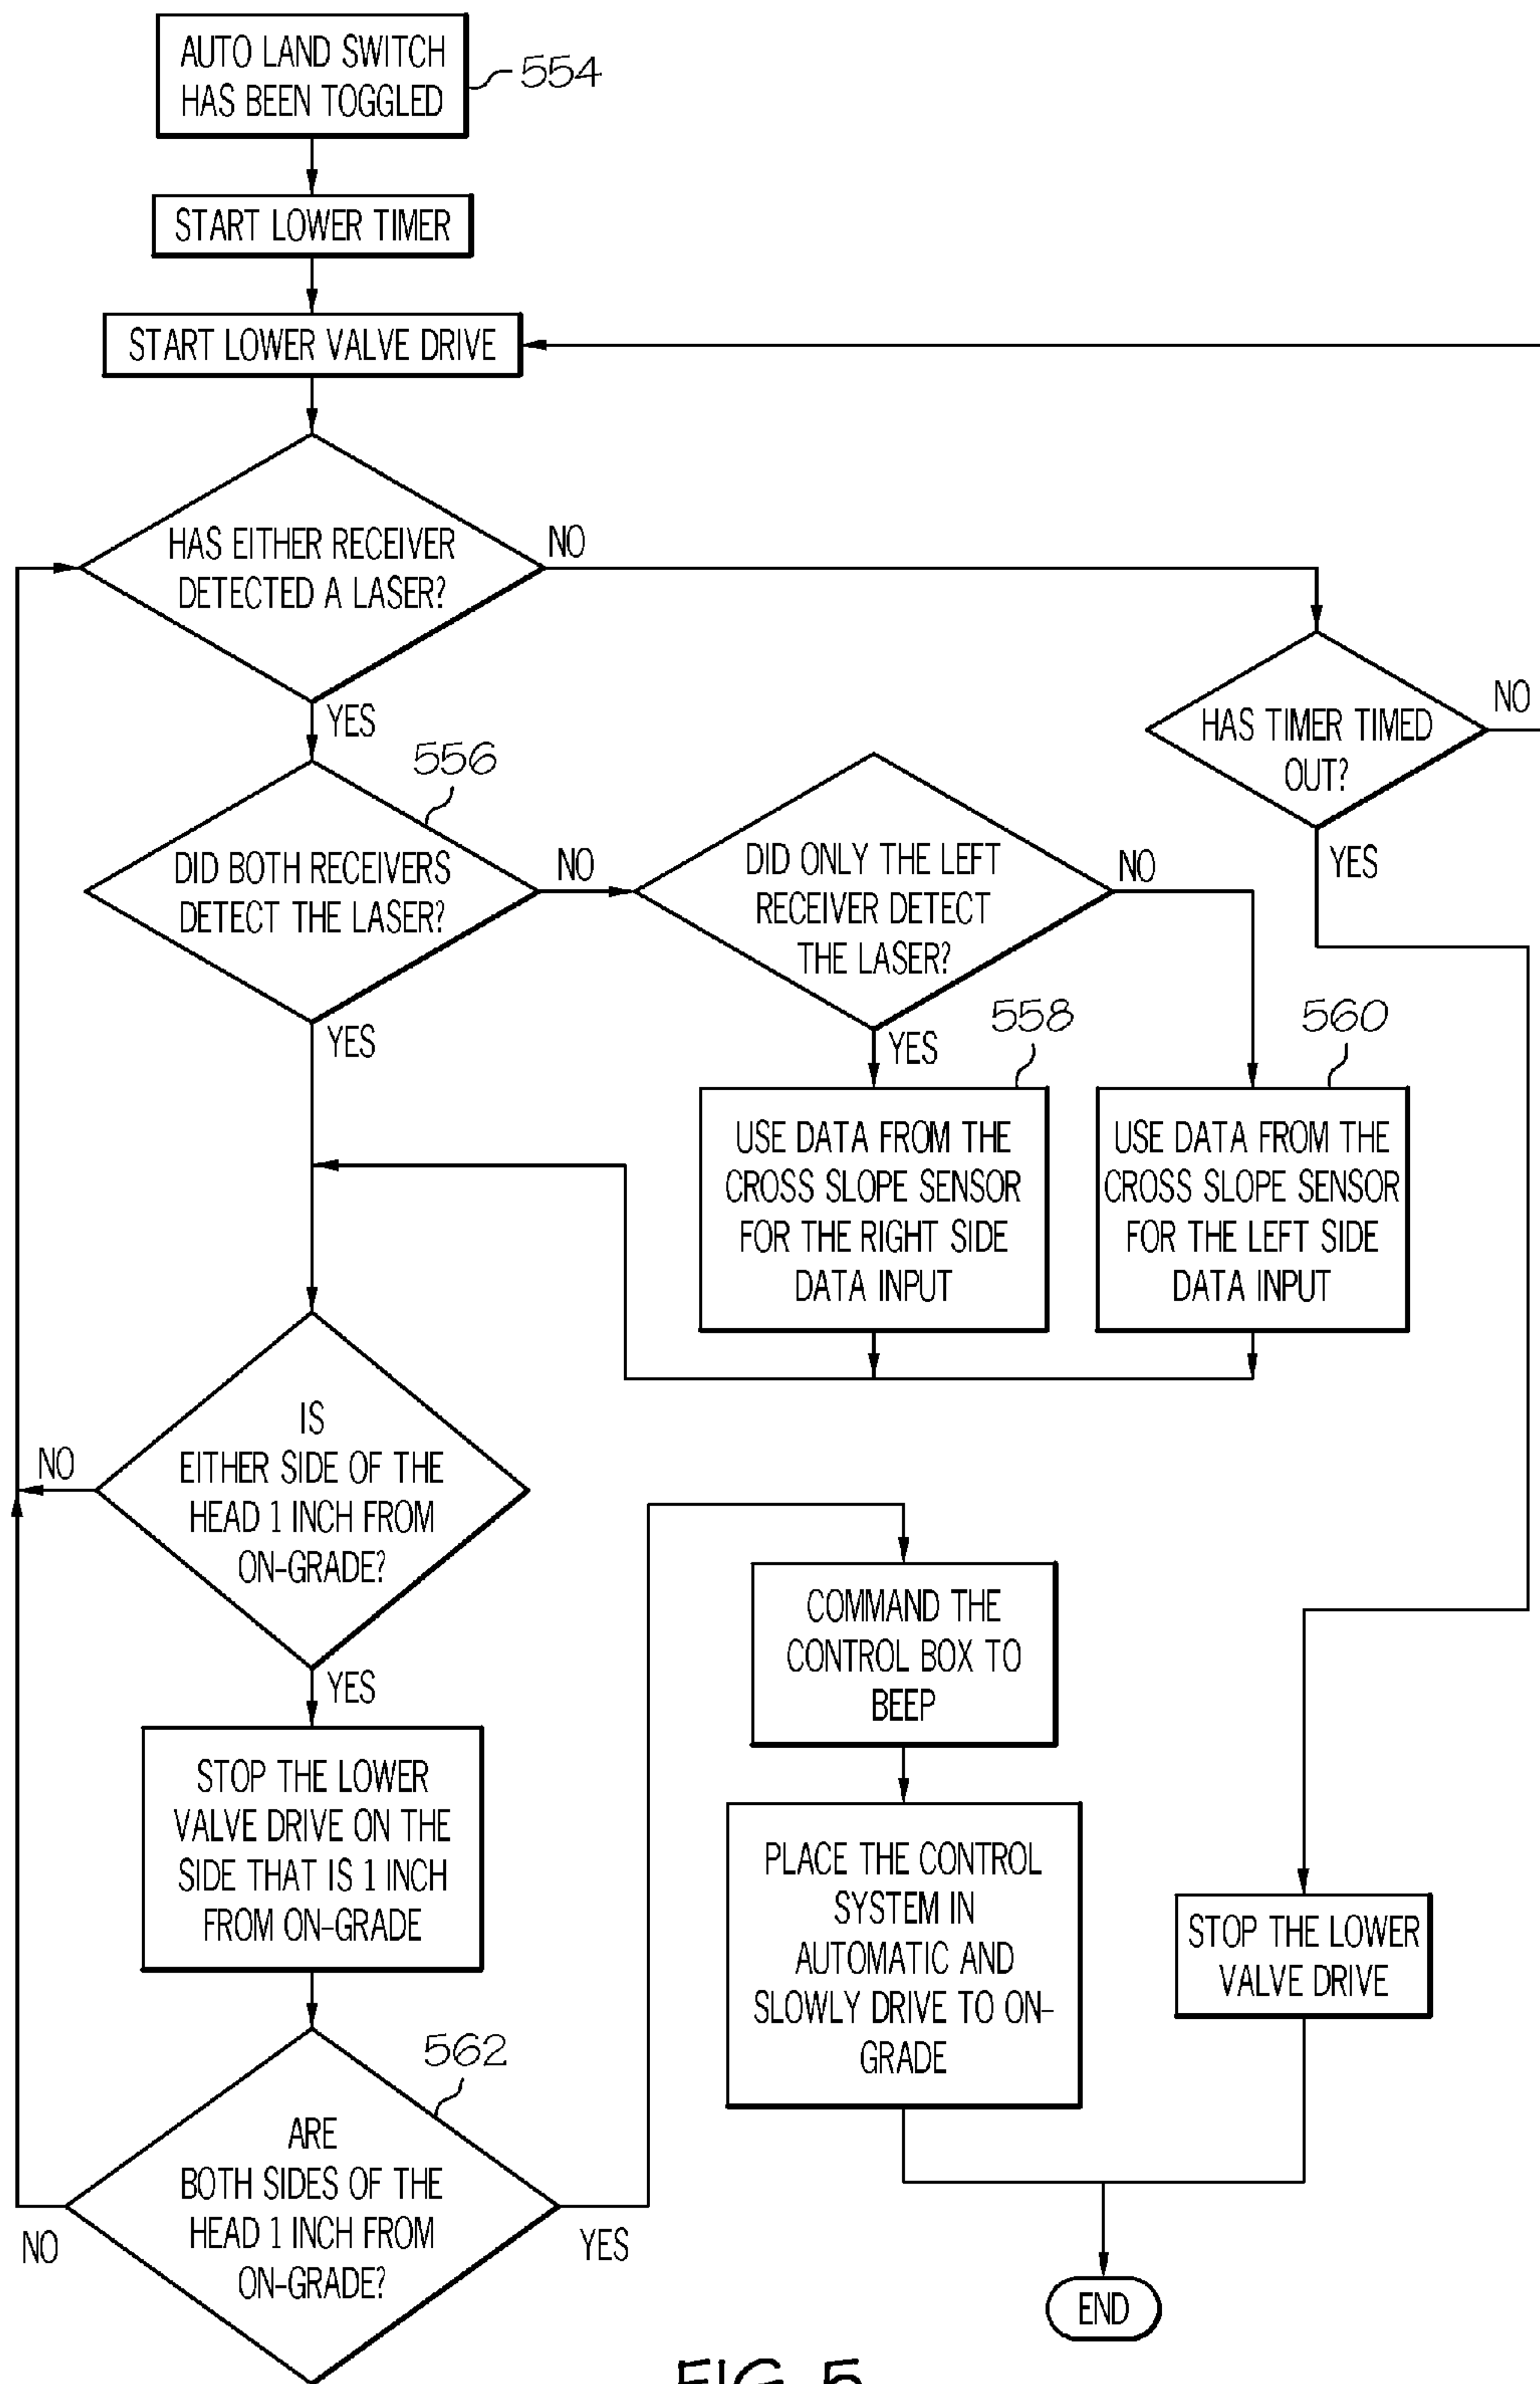 AUTO LAND SWITCH
HAS BEEN TOGGLED
554
START LOWER TIMER
START LOWER VALVE DRIVE
HAS EITHER RECEIVER
DETECTED A LASER?
NO
YES
HAS TIMER TIMED
OUT?
NO
YES
556
DID BOTH RECEIVERS
DETECT THE LASER?
NO
YES
DID ONLY THE LEFT
RECEIVER DETECT
THE LASER?
NO
YES
558
USE DATA FROM THE
CROSS SLOPE SENSOR
FOR THE RIGHT SIDE
DATA INPUT
560
USE DATA FROM THE
CROSS SLOPE SENSOR
FOR THE LEFT SIDE
DATA INPUT
IS
EITHER SIDE OF THE
HEAD 1 INCH FROM
ON-GRADE?
NO
YES
STOP THE LOWER
VALVE DRIVE ON THE
SIDE THAT IS 1 INCH
FROM ON-GRADE
562
ARE
BOTH SIDES OF THE
HEAD 1 INCH FROM
ON-GRADE?
NO
YES
COMMAND THE
CONTROL BOX TO
BEEP
PLACE THE CONTROL
SYSTEM IN
AUTOMATIC AND
SLOWLY DRIVE TO ON-
GRADE
STOP THE LOWER
VALVE DRIVE
END
FIG. 5